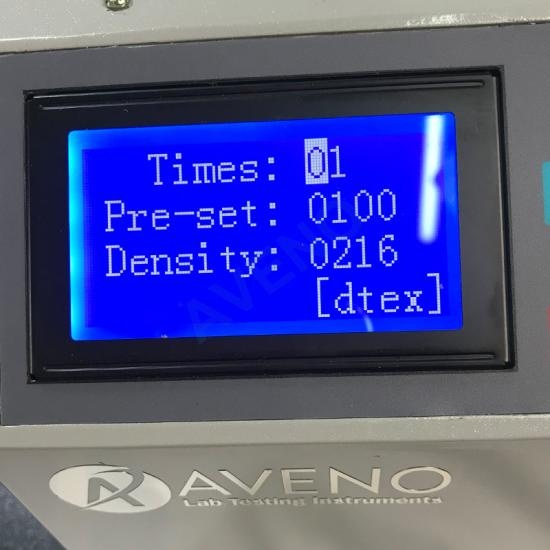 Times: 01
Pre-set: 0100
Density: 0216
[dtex]
AVENO
AVENO
Lab Testing Instruments